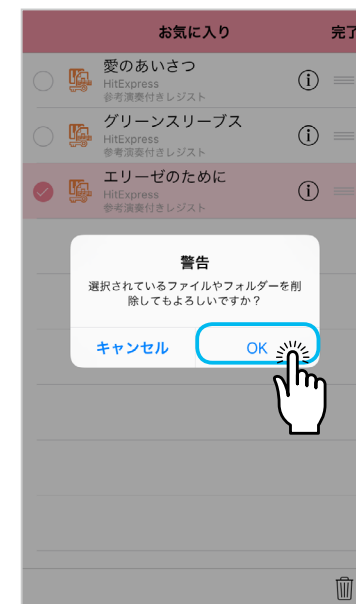 お気に入り
完了
愛のあいさつ
HitExpress
参考演奏付きレジスト
グリーンスリーブス
HitExpress
参考演奏付きレジスト
エリーゼのために
HitExpress
参考演奏付きレジスト
警告
選択されているファイルやフォルダーを削
除してもよろしいですか？
キャンセル
OK